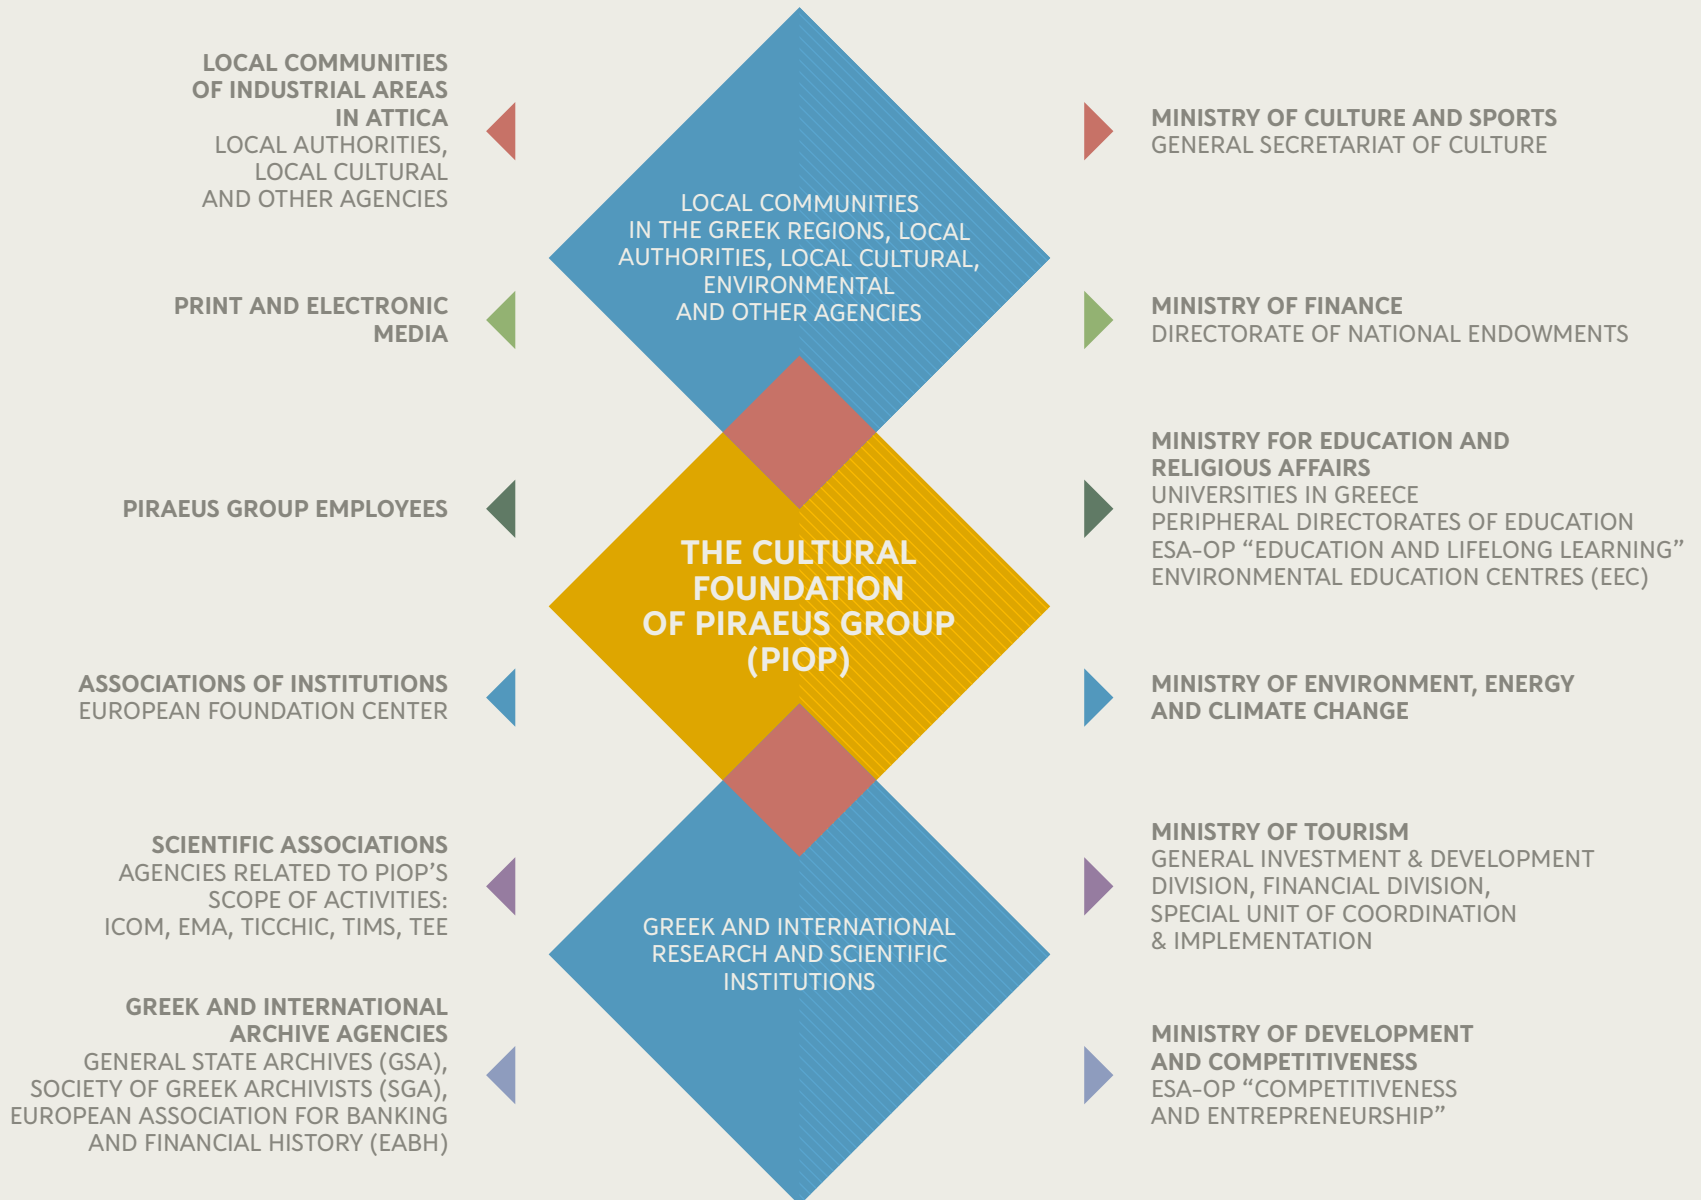 LOCAL COMMUNITIES
OF INDUSTRIAL AREAS
IN ATTICA
LOCAL AUTHORITIES,
LOCAL CULTURAL
AND OTHER AGENCIES
PRINT AND ELECTRONIC
MEDIA
PIRAEUS GROUP EMPLOYEES
ASSOCIATIONS OF INSTITUTIONS
EUROPEAN FOUNDATION CENTER
SCIENTIFIC ASSOCIATIONS
AGENCIES RELATED TO PIOP’S
SCOPE OF ACTIVITIES:
ICOM, EMA, TICCHIC, TIMS, TEE
GREEK AND INTERNATIONAL
ARCHIVE AGENCIES
GENERAL STATE ARCHIVES (GSA),
SOCIETY OF GREEK ARCHIVISTS (SGA),
EUROPEAN ASSOCIATION FOR BANKING
AND FINANCIAL HISTORY (EABH)
LOCAL COMMUNITIES
IN THE GREEK REGIONS, LOCAL
AUTHORITIES, LOCAL CULTURAL,
ENVIRONMENTAL
AND OTHER AGENCIES
THE CULTURAL
FOUNDATION
OF PIRAEUS GROUP
(PIOP)
GREEK AND INTERNATIONAL
RESEARCH AND SCIENTIFIC
INSTITUTIONS
MINISTRY OF CULTURE AND SPORTS
GENERAL SECRETARIAT OF CULTURE
MINISTRY OF FINANCE
DIRECTORATE OF NATIONAL ENDOWMENTS
MINISTRY FOR EDUCATION AND
RELIGIOUS AFFAIRS
UNIVERSITIES IN GREECE
PERIPHERAL DIRECTORATES OF EDUCATION
ESA-OP “EDUCATION AND LIFELONG LEARNING”
ENVIRONMENTAL EDUCATION CENTRES (EEC)
MINISTRY OF ENVIRONMENT, ENERGY
AND CLIMATE CHANGE
MINISTRY OF TOURISM
GENERAL INVESTMENT & DEVELOPMENT
DIVISION, FINANCIAL DIVISION,
SPECIAL UNIT OF COORDINATION
& IMPLEMENTATION
MINISTRY OF DEVELOPMENT
AND COMPETITIVENESS
ESA-OP “COMPETITIVENESS
AND ENTREPRENEURSHIP”